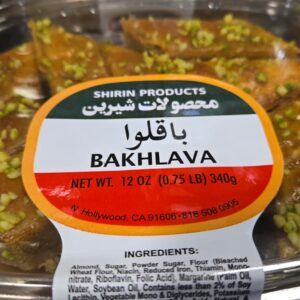 SHIRIN PRODUCTS
محصولات شیرین
باقلوا
BAKHLAVA
NET WT. 12 OZ (0.75 LB) 340g
N. Hollywood, CA.91605 - 818 508 0905
INGREDIENTS:
Almond, Sugar, Powder Sugar, Flour (Bleached
Wheat Flour, Niacin, Reduced Iron, Thiamin, Mono-
nitrate, Riboflavin, Folic Acid), Margarine (Palm Oil,
Water, Soybean Oil, Contains less than 2% of Soy
Lecithin, Vegetable Mono & Diglycerides, Potassium